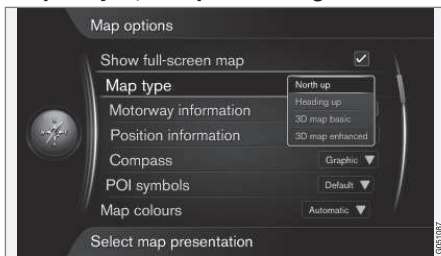 Map options
Show full-screen map
Map type
North up
Heading up
Motorway information
3D map basic
Position information
3D map enhanced
Compass
Graphic
POI symbols
Default
Map colours
Automatic
Select map presentation
G051087